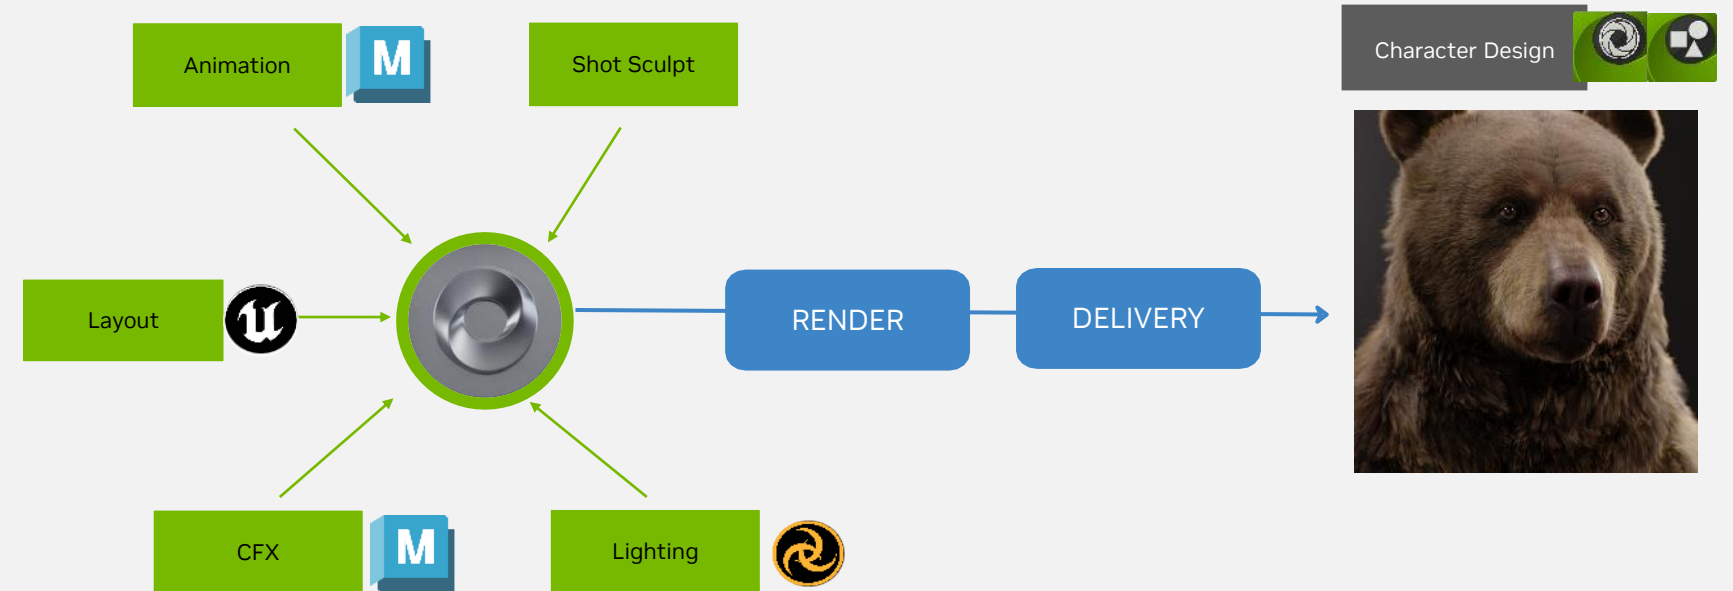 Animation
M
Shot Sculpt
Character Design
Layout
RENDER
DELIVERY
CFX
M
Lighting